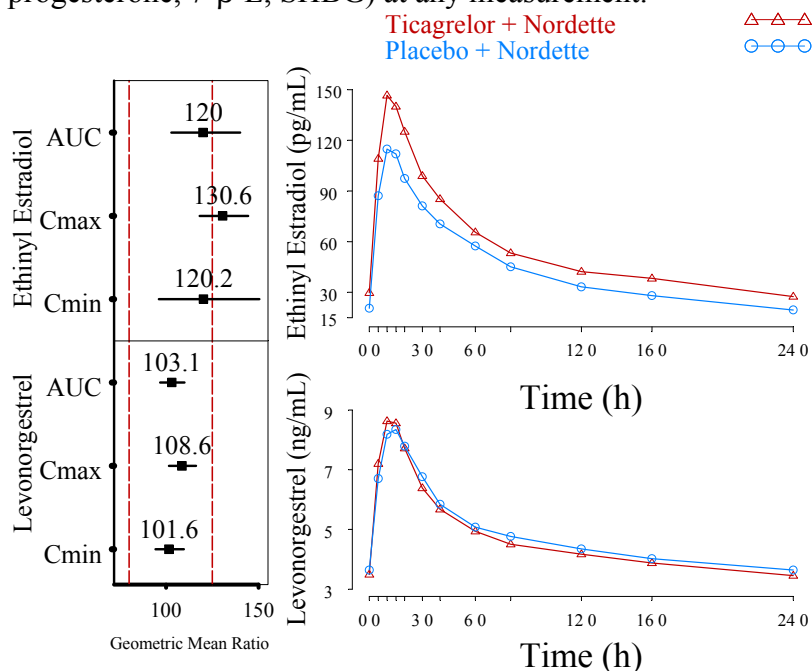 progesterone, 7-β-E, SHBG) at any measurement.
Ticagrelor + Nordette
Placebo + Nordette
Ethinyl Estradiol
AUC
120
Cmax
130.6
Cmin
120.2
Levonorgestrel
AUC
103.1
Cmax
108.6
Cmin
101.6
100 150
Geometric Mean Ratio
Ethinyl Estradiol (pg/mL)
150
120
90
60
30
15
0 0 3 0 6 0 12 0 16 0 24 0
Time (h)
Levonorgestrel (ng/mL)
9
7
5
3
0 0 3 0 6 0 12 0 16 0 24 0
Time (h)